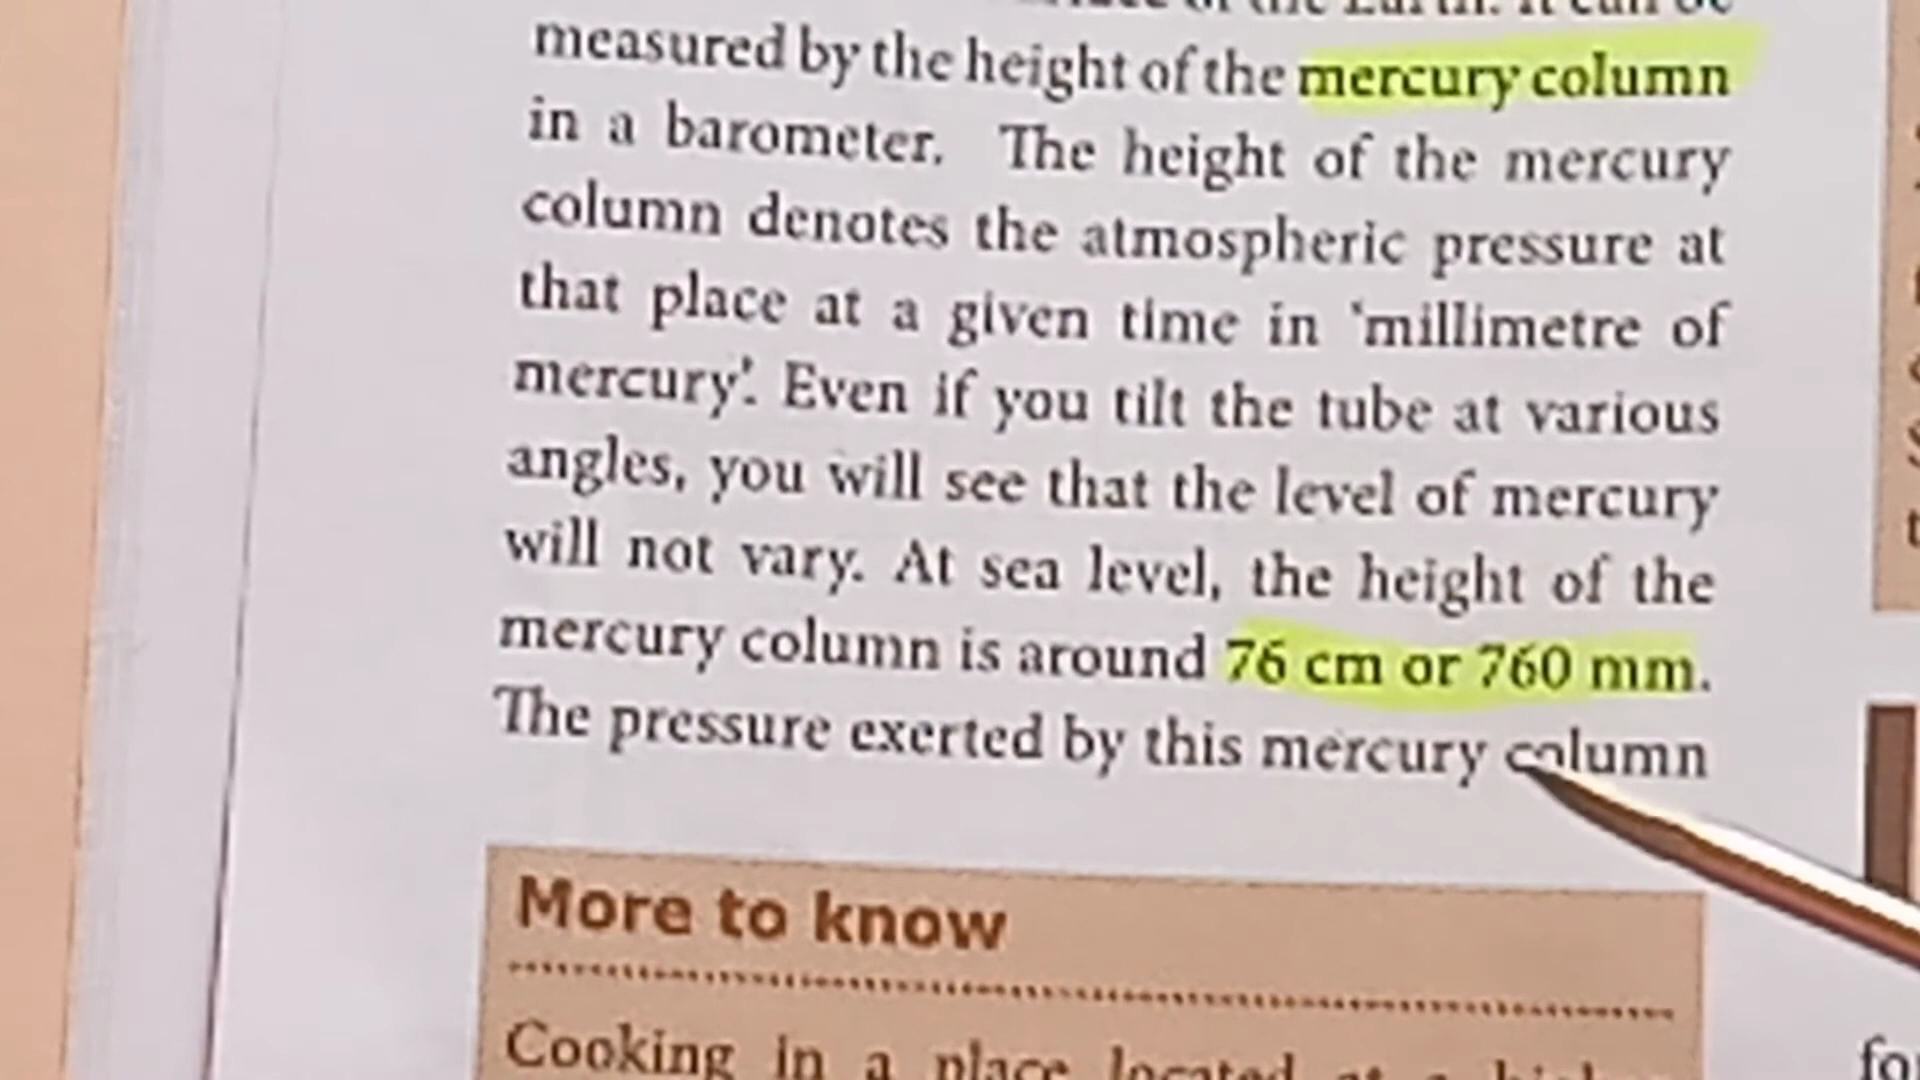 measured by the height of the mercury column
in a barometer. The height of the mercury
column denotes the atmospheric pressure at
that place at a given time in ‘millimetre of
mercury’. Even if you tilt the tube at various
angles, you will see that the level of mercury
will not vary. At sea level, the height of the
mercury column is around 76 cm or 760 mm.
The pressure exerted by this mercury column
More to know
Cooking in a place located at a